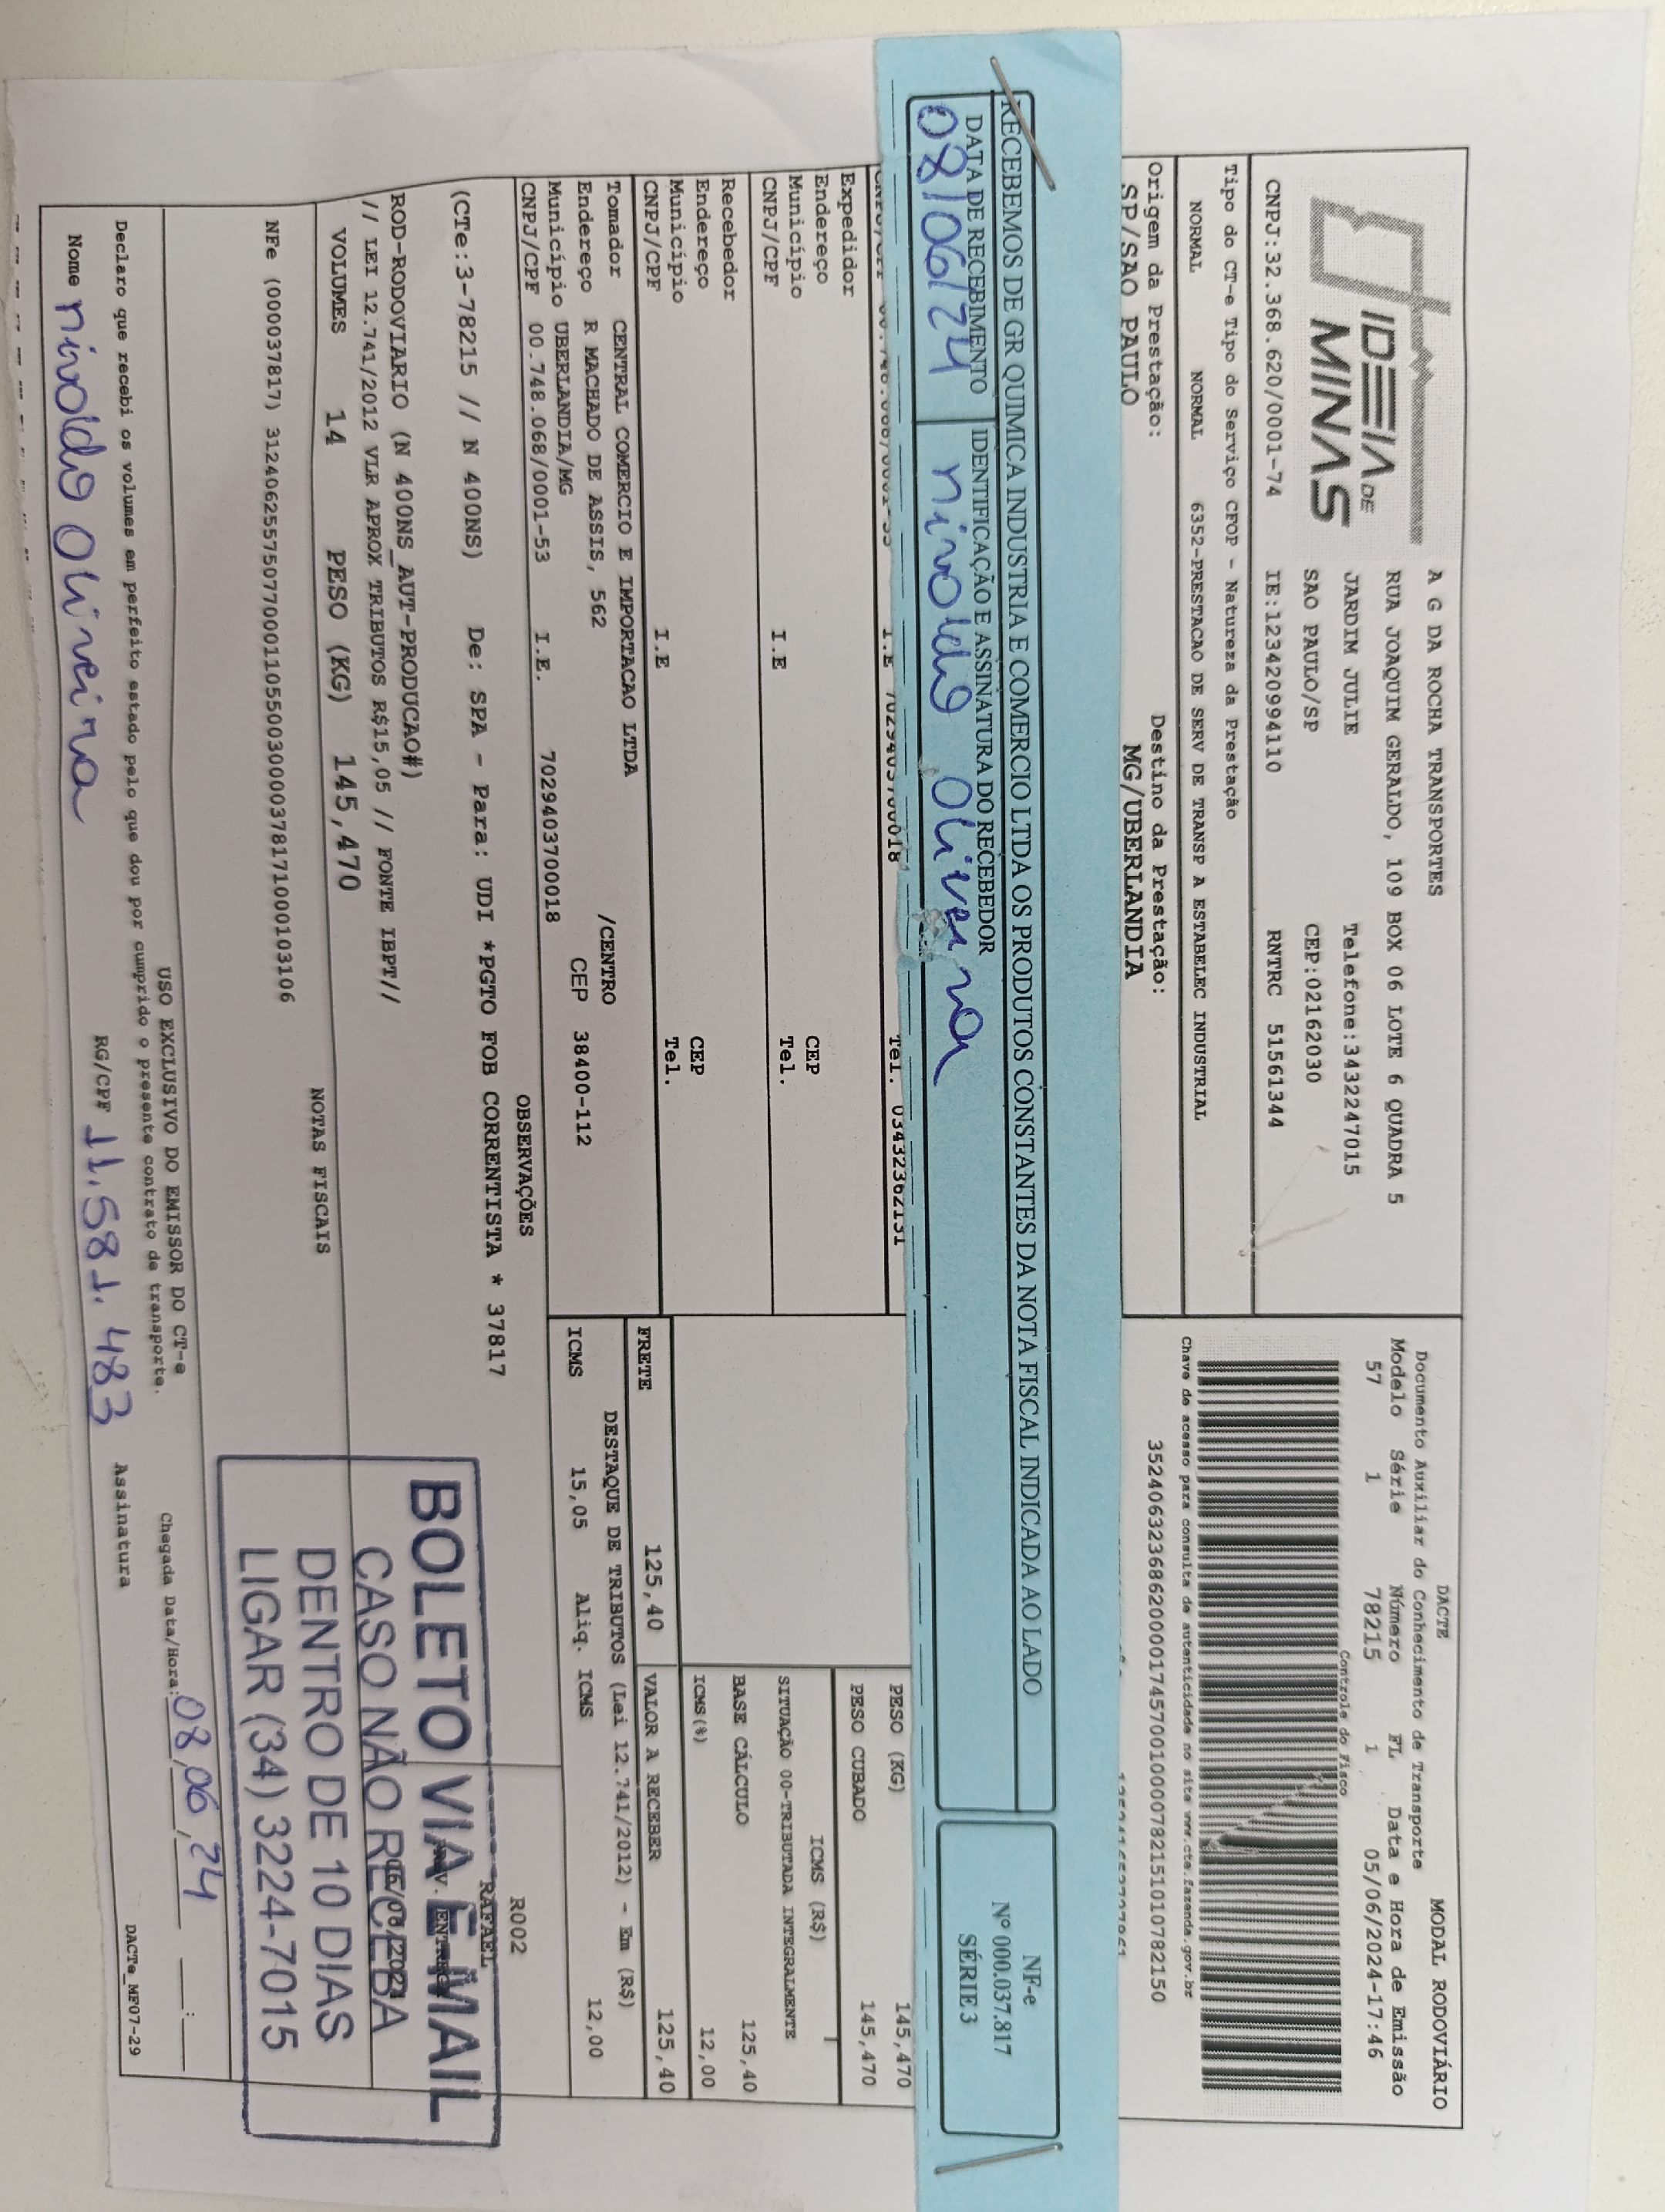 IDEIA DE
MINAS
A G DA ROCHA TRANSPORTES
RUA JOAQUIM GERALDO, 109 BOX 06 LOTE 6 QUADRA 5
JARDIM JULIE Telefone:3432247015
SAO PAULO/SP CEP:02162030
CNPJ:32.368.620/0001-74 IE:123420994110 RNTRC 51561344
DACTE MODAL RODOVIÁRIO
Documento Auxiliar do Conhecimento de Transporte
Modelo Série Número FL Data e Hora de Emissão
57 1 78215 1 05/06/2024-17:46
Controle do Fisco
Tipo do CT-e Tipo do Serviço CFOP - Natureza da Prestação
NORMAL NORMAL 6352-PRESTACAO DE SERV DE TRANSP A ESTABELEC INDUSTRIAL
Chave de acesso para consulta de autenticidade no site www.cte.fazenda.gov.br
35240632368620000174570010000782151010782150
Origem da Prestação: Destino da Prestação:
SP/SAO PAULO MG/UBERLANDIA
RECEBEMOS DE GR QUIMICA INDUSTRIA E COMERCIO LTDA OS PRODUTOS CONSTANTES DA NOTA FISCAL INDICADA AO LADO
DATA DE RECEBIMENTO IDENTIFICAÇÃO E ASSINATURA DO RECEBEDOR
08/06/24 nivoldo Oliveira
NF-e
Nº 000.037.817
SÉRIE 3
I.E Tel. 03432362131
Expedidor
Endereço CEP
Município Tel.
CNPJ/CPF I.E
Recebedor
Endereço CEP
Município Tel.
CNPJ/CPF I.E
Tomador CENTRAL COMERCIO E IMPORTACAO LTDA
Endereço R MACHADO DE ASSIS, 562 /CENTRO
Município UBERLANDIA/MG CEP 38400-112
CNPJ/CPF 00.748.068/0001-53 I.E. 7029403700018
PESO (KG) 145,470
PESO CUBADO 145,470
ICMS (R$)
SITUAÇÃO 00-TRIBUTADA INTEGRALMENTE
BASE CÁLCULO 125,40
ICMS(%) 12,00
FRETE 125,40 VALOR A RECEBER 125,40
DESTAQUE DE TRIBUTOS (Lei 12.741/2012) - Em (R$)
ICMS 15,05 Aliq. ICMS 12,00
OBSERVAÇÕES
(CTe:3-78215 // N 400NS) De: SPA - Para: UDI *PGTO FOB CORRENTISTA * 37817
R002
RAFAEL
ROD-RODOVIARIO (N 400NS_AUT-PRODUCAO#)
// LEI 12.741/2012 VLR APROX TRIBUTOS R$15,05 // FONTE IBPT//
VOLUMES 14 PESO (KG) 145,470
BOLETO VIA E-MAIL
CASO NÃO RECEBA
DENTRO DE 10 DIAS
LIGAR (34) 3224-7015
NOTAS FISCAIS
NFe (000037817) 31240625575077000110550030000378171000103106
USO EXCLUSIVO DO EMISSOR DO CT-e
Declaro que recebi os volumes em perfeito estado pelo que dou por cumprido o presente contrato de transporte.
Chegada Data/Hora: 08,06,24
Nome nivoldo Oliveira RG/CPF 11.581.483 Assinatura
DACTe_MF07-29